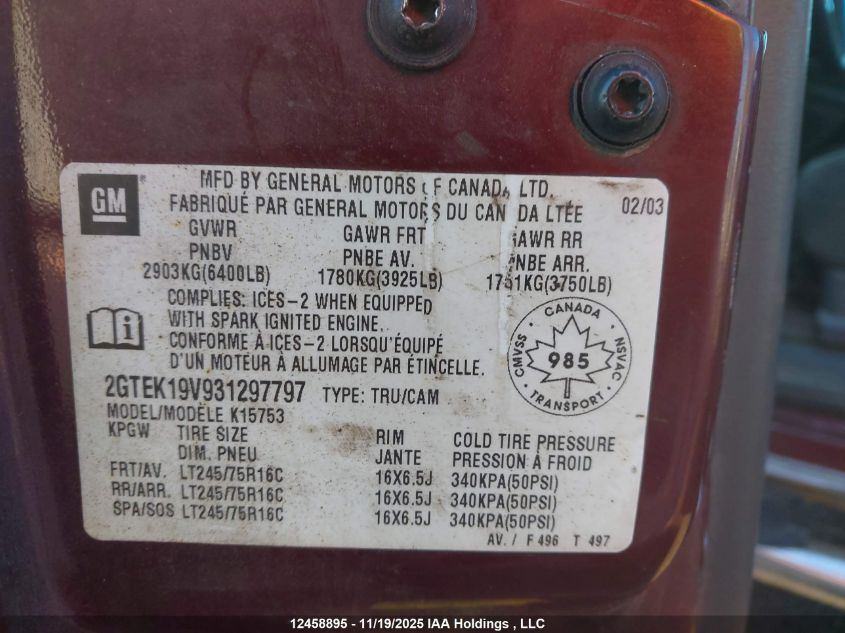 GM
MFD BY GENERAL MOTORS OF CANADA LTD.
FABRIQUÉ PAR GENERAL MOTORS DU CANADA LTÉE 02/03
GVWR GAWR FRT GAWR RR
PNBV PNBE AV. PNBE ARR.
2903KG(6400LB) 1780KG(3925LB) 1701KG(3750LB)
COMPLIES: ICES-2 WHEN EQUIPPED
WITH SPARK IGNITED ENGINE.
CONFORME À ICES-2 LORSQU'ÉQUIPÉ
D'UN MOTEUR À ALLUMAGE PAR ÉTINCELLE.
CANADA
CMVSS 985 NSVAC
TRANSPORT
2GTEK19V931297797 TYPE: TRU/CAM
MODEL/MODÈLE K15753
KPGW TIRE SIZE RIM COLD TIRE PRESSURE
DIM. PNEU JANTE PRESSION À FROID
FRT/AV. LT245/75R16C 16X6.5J 340KPA(50PSI)
RR/ARR. LT245/75R16C 16X6.5J 340KPA(50PSI)
SPA/SOS LT245/75R16C 16X6.5J 340KPA(50PSI)
AV. / F 496 T 497
12458895 - 11/19/2025 IAA Holdings , LLC